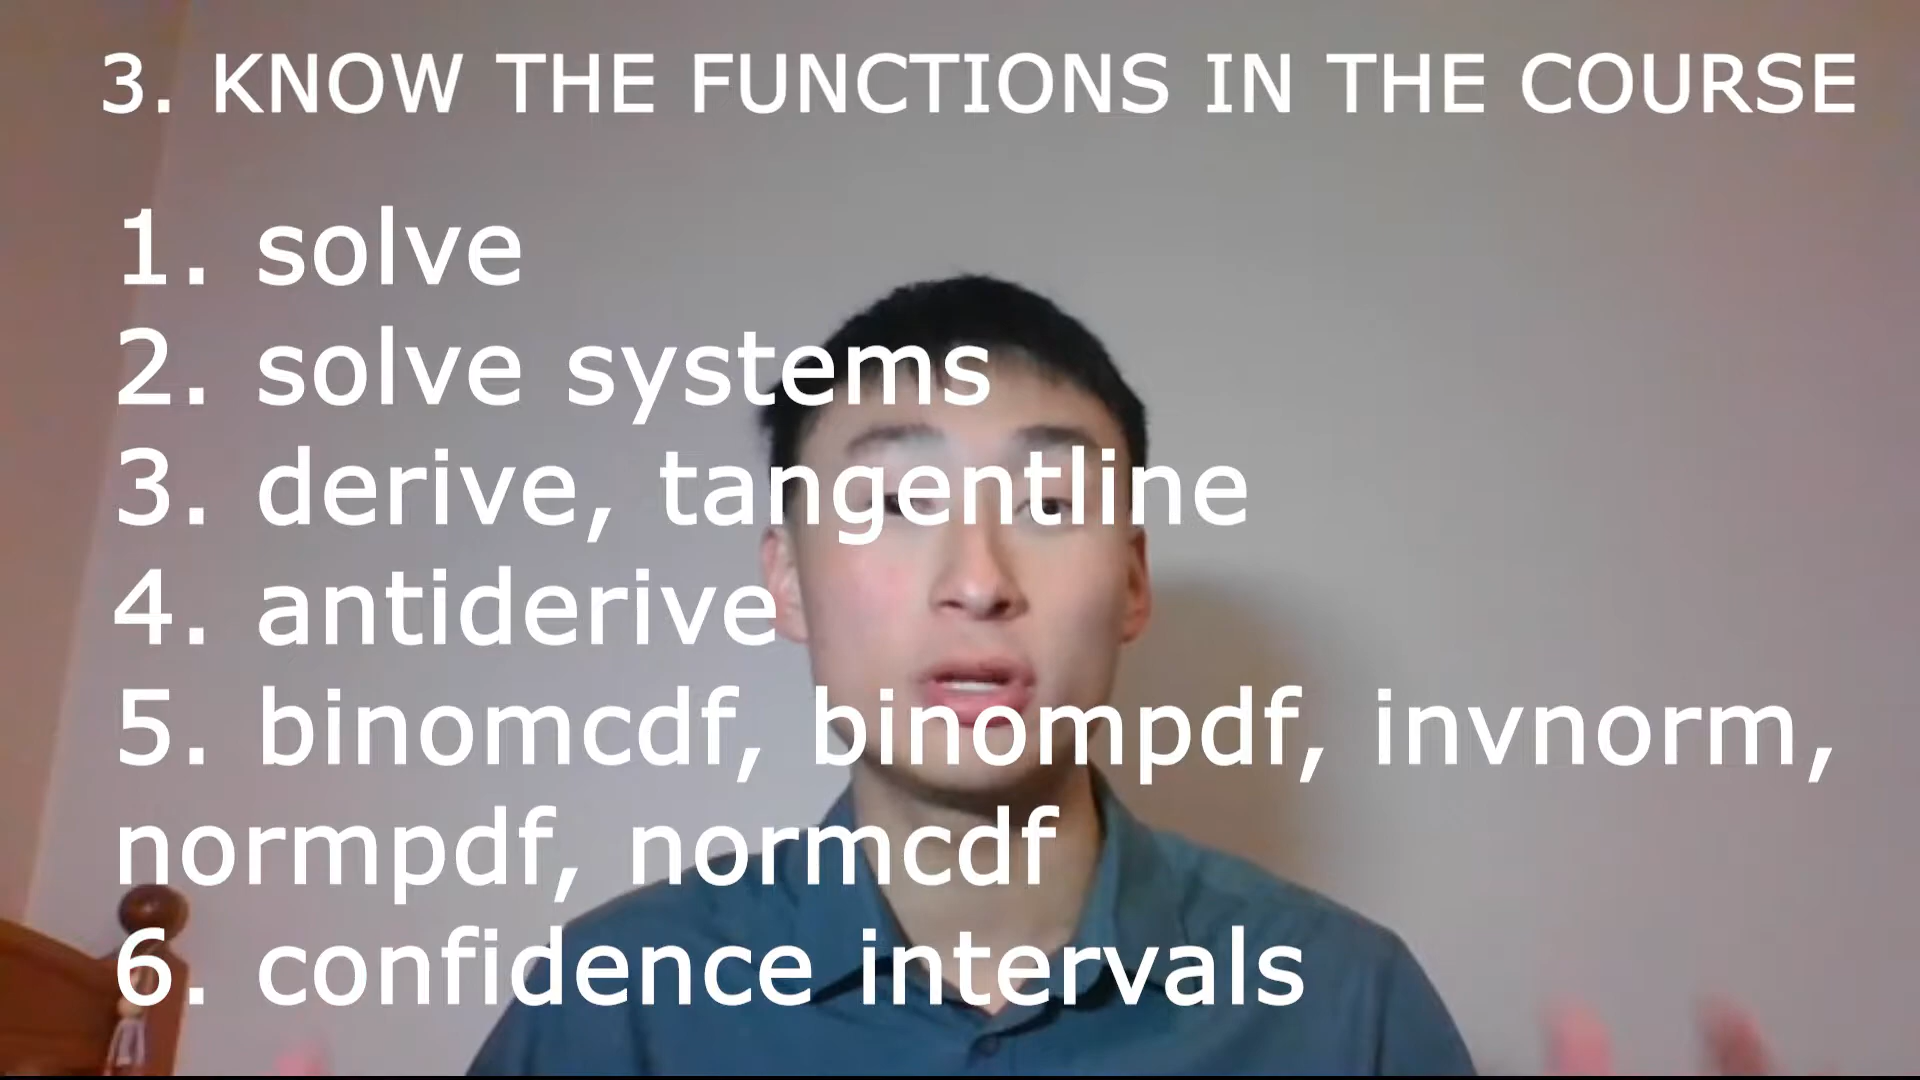 3. KNOW THE FUNCTIONS IN THE COURSE
1. solve
2. solve systems
3. derive, tangentline
4. antiderive
5. binomcdf, binompdf, invnorm,
normpdf, normcdf
6. confidence intervals